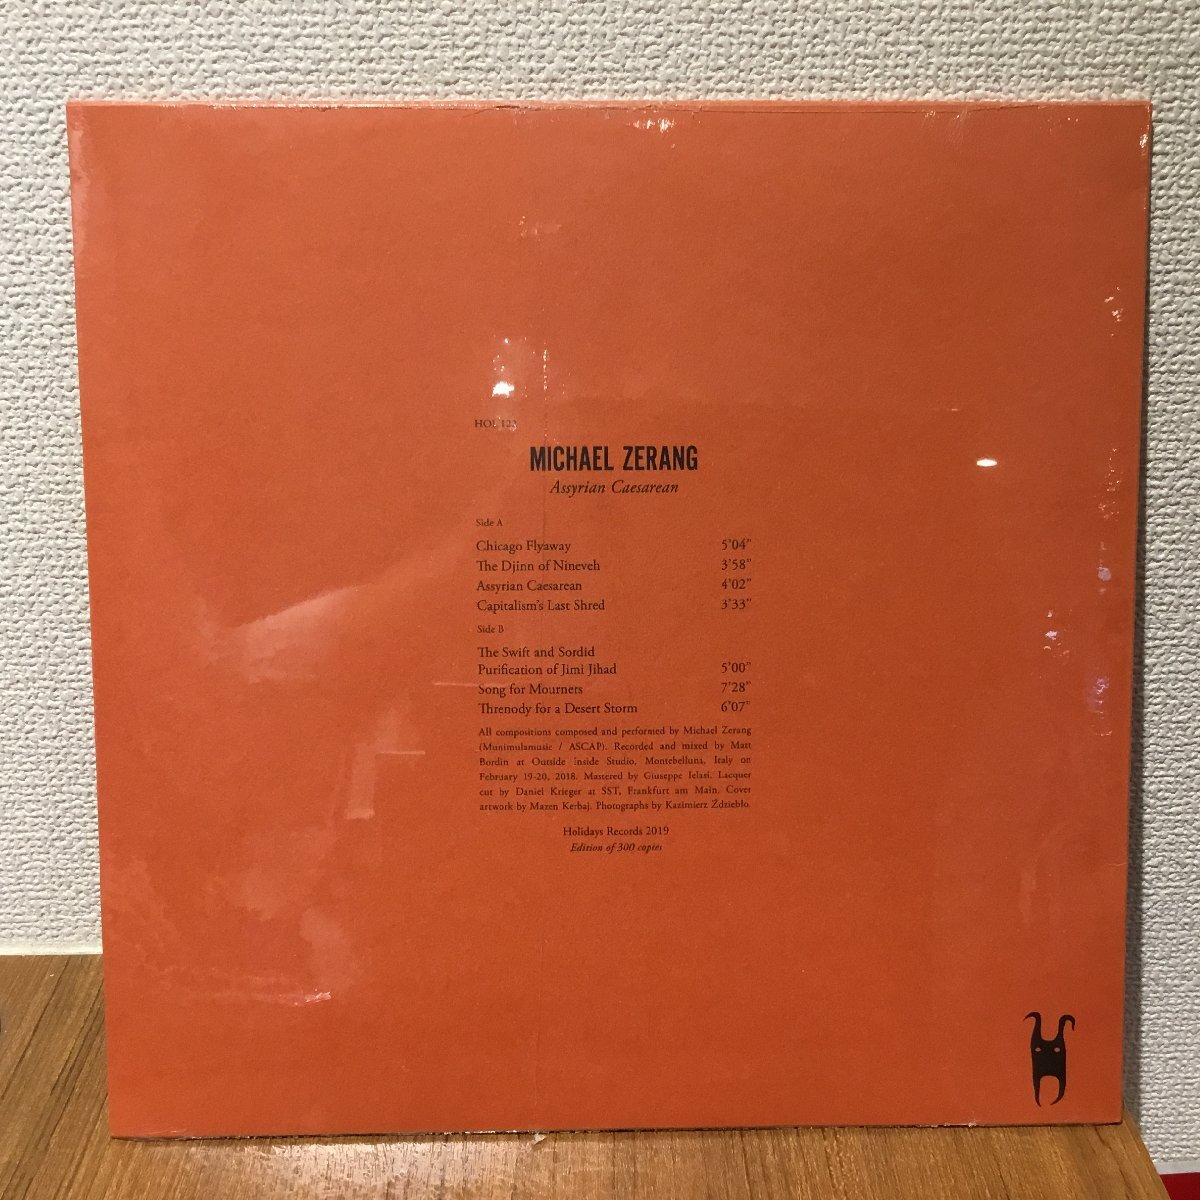 HOL 123
MICHAEL ZERANG
Assyrian Caesarean
Side A
Chicago Flyaway 5'04"
The Djinn of Nineveh 3'58"
Assyrian Caesarean 4'02"
Capitalism's Last Shred 3'33"
Side B
The Swift and Sordid
Purification of Jimi Jihad 5'00"
Song for Mourners 7'28"
Threnody for a Desert Storm 6'07"
All compositions composed and performed by Michael Zerang
(Munimulamusic / ASCAP). Recorded and mixed by Matt
Bordin at Outside Inside Studio, Montebelluna, Italy on
February 19-20, 2018. Mastered by Giuseppe Ielasi. Lacquer
cut by Daniel Krieger at SST, Frankfurt am Main. Cover
artwork by Mazen Kerbaj. Photographs by Kazimierz Ździebło.
Holidays Records 2019
Edition of 300 copies